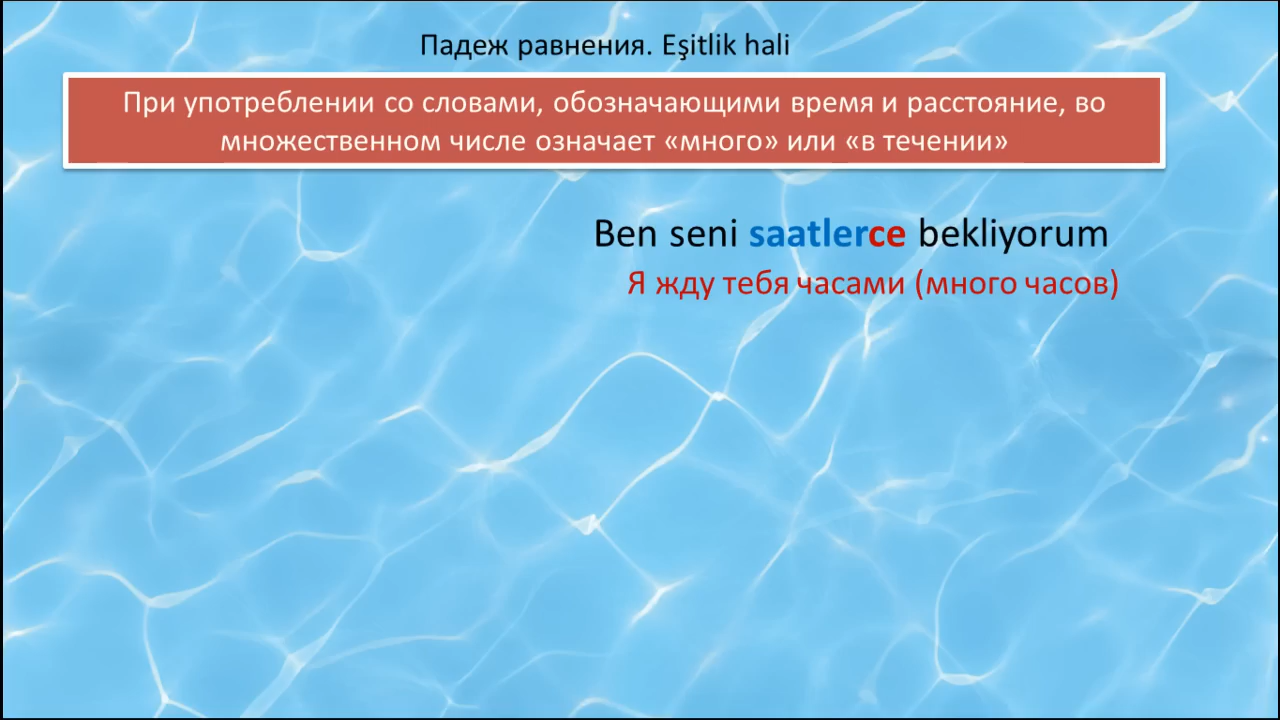 Падеж равнения. Eşitlik hali
При употреблении со словами, обозначающими время и расстояние, во
множественном числе означает «много» или «в течении»
Ben seni saatlerce bekliyorum
Я жду тебя часами (много часов)